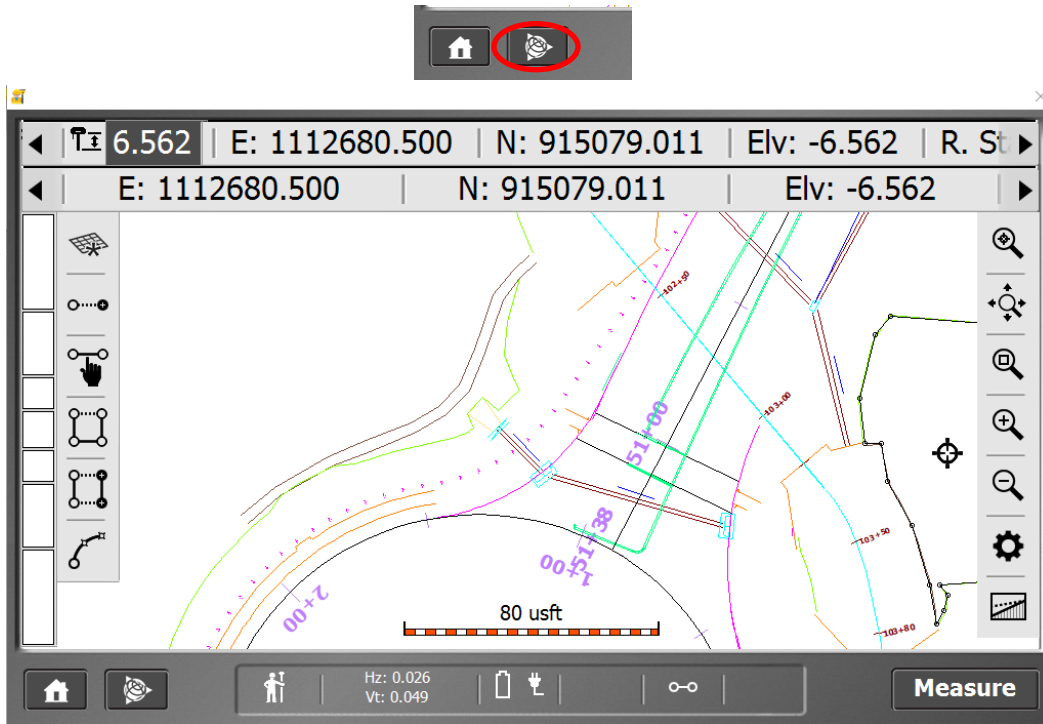 6.562 E: 1112680.500 N: 915079.011 Elv: -6.562 R. St
E: 1112680.500 N: 915079.011 Elv: -6.562
102+50
103+00
51+00
103+50
51+38
1+00
2+00
80 usft
103+80
Hz: 0.026
Vt: 0.049
Measure